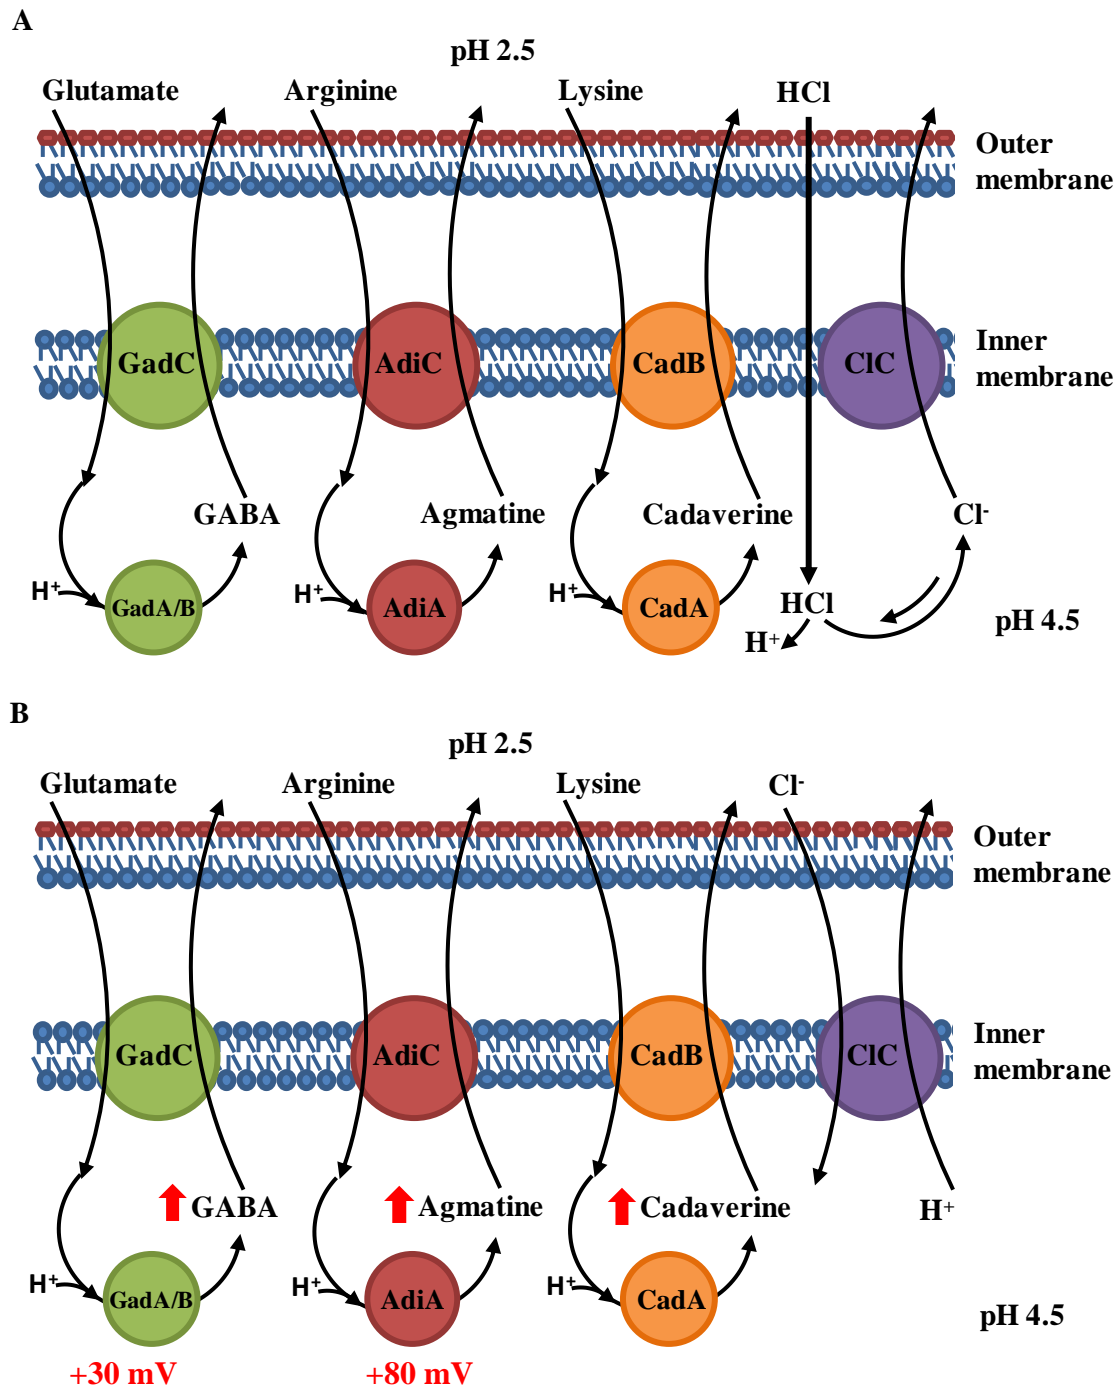 A
pH 2.5
Glutamate Arginine Lysine HCl
Outer
membrane
Inner
membrane
GadC AdiC CadB ClC
GABA Agmatine Cadaverine Cl-
H+ GadA/B H+ AdiA H+ CadA HCl
H+
pH 4.5
B
pH 2.5
Glutamate Arginine Lysine Cl-
Outer
membrane
Inner
membrane
GadC AdiC CadB ClC
GABA Agmatine Cadaverine H+
H+ GadA/B H+ AdiA H+ CadA
pH 4.5
+30 mV +80 mV